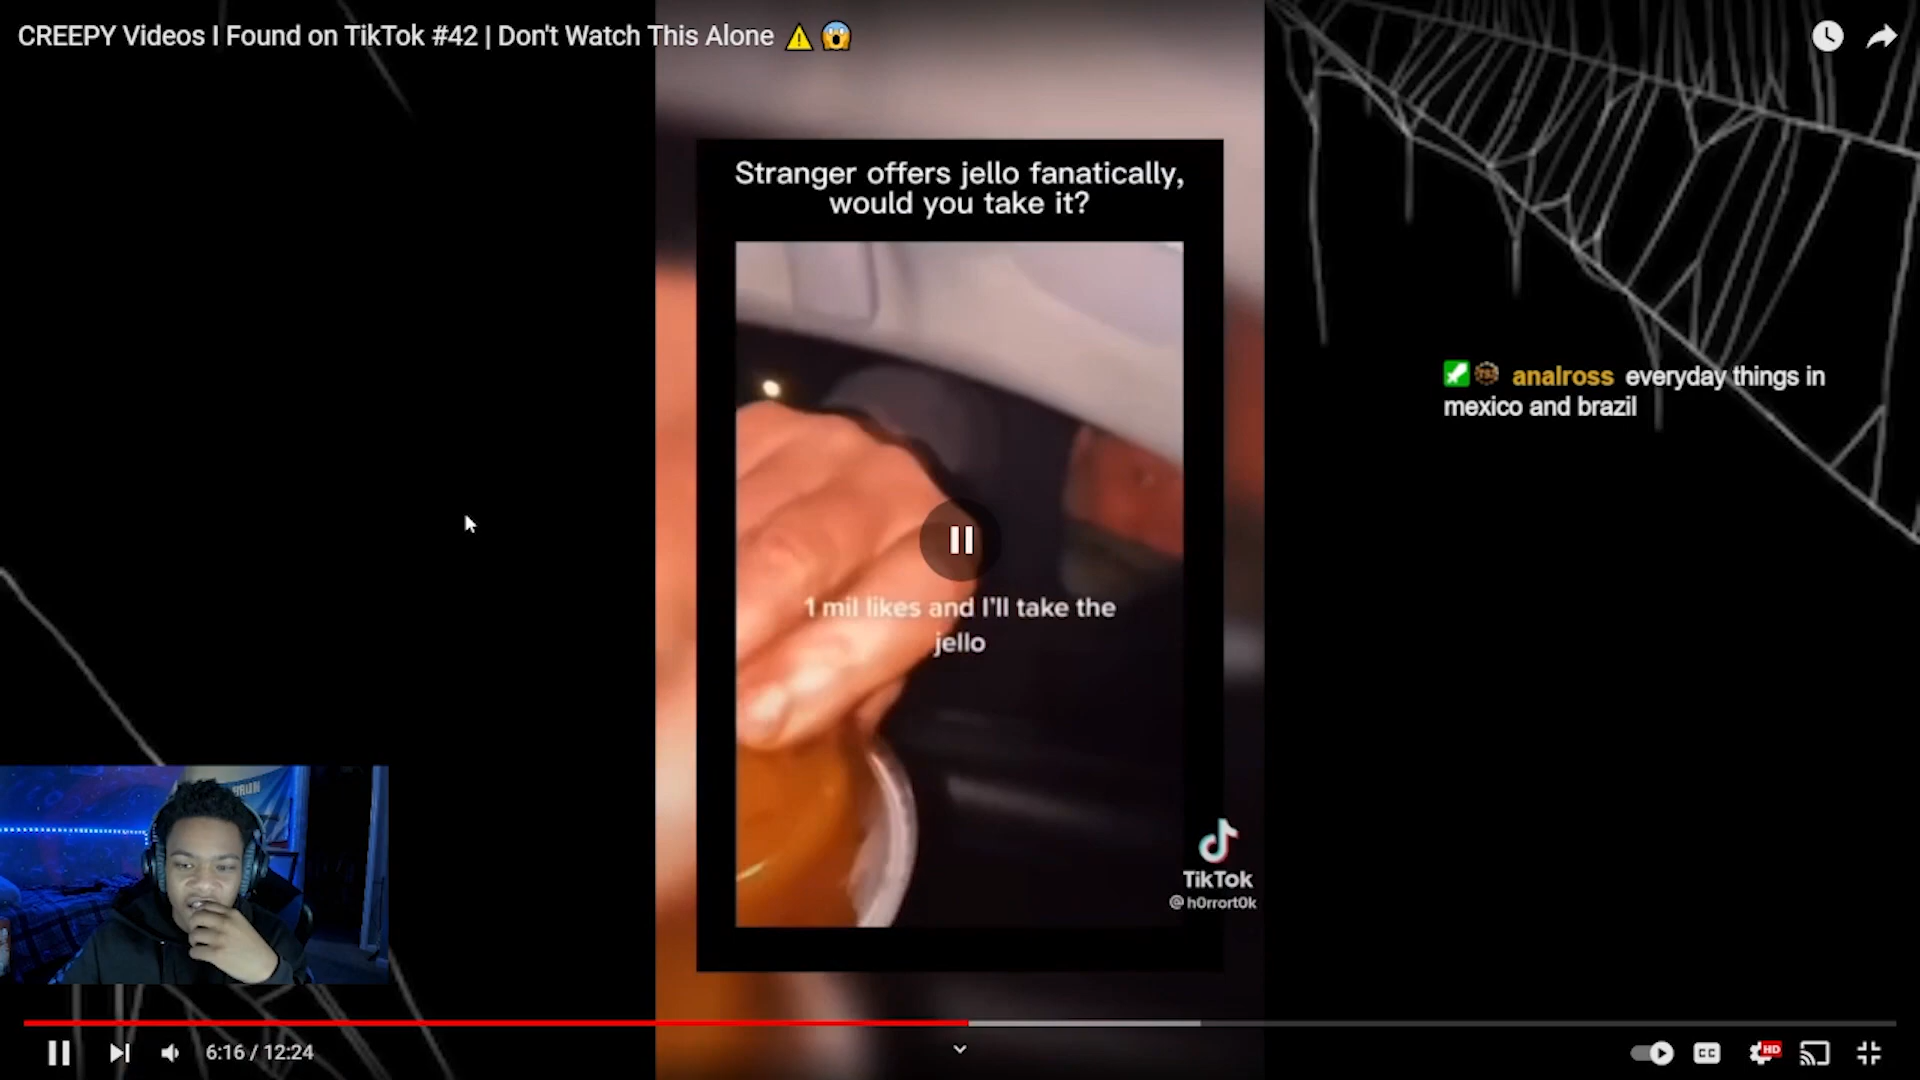 CREEPY Videos I Found on TikTok #42 | Don't Watch This Alone ⚠️ 😱
Stranger offers jello fanatically,
would you take it?
analross everyday things in
mexico and brazil
1 mil likes and I'll take the
jello
TikTok
@h0rrort0k
6:16 / 12:24
CC
HD